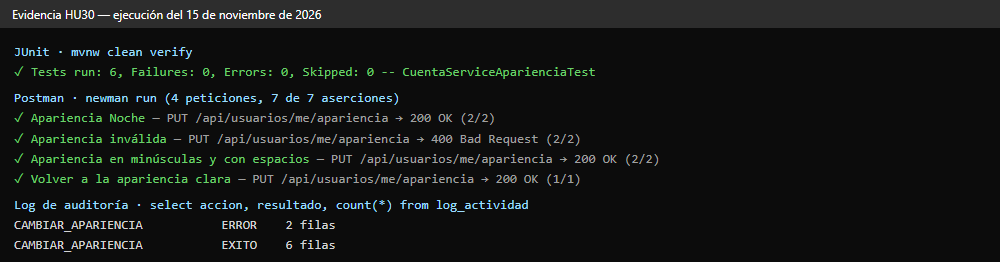 Evidencia HU30 — ejecución del 15 de noviembre de 2026
JUnit · mvnw clean verify
✓ Tests run: 6, Failures: 0, Errors: 0, Skipped: 0 -- CuentaServiceAparienciaTest
Postman · newman run (4 peticiones, 7 de 7 aserciones)
✓ Apariencia Noche — PUT /api/usuarios/me/apariencia → 200 OK (2/2)
✓ Apariencia inválida — PUT /api/usuarios/me/apariencia → 400 Bad Request (2/2)
✓ Apariencia en minúsculas y con espacios — PUT /api/usuarios/me/apariencia → 200 OK (2/2)
✓ Volver a la apariencia clara — PUT /api/usuarios/me/apariencia → 200 OK (1/1)
Log de auditoría · select accion, resultado, count(*) from log_actividad
CAMBIAR_APARIENCIA ERROR 2 filas
CAMBIAR_APARIENCIA EXITO 6 filas